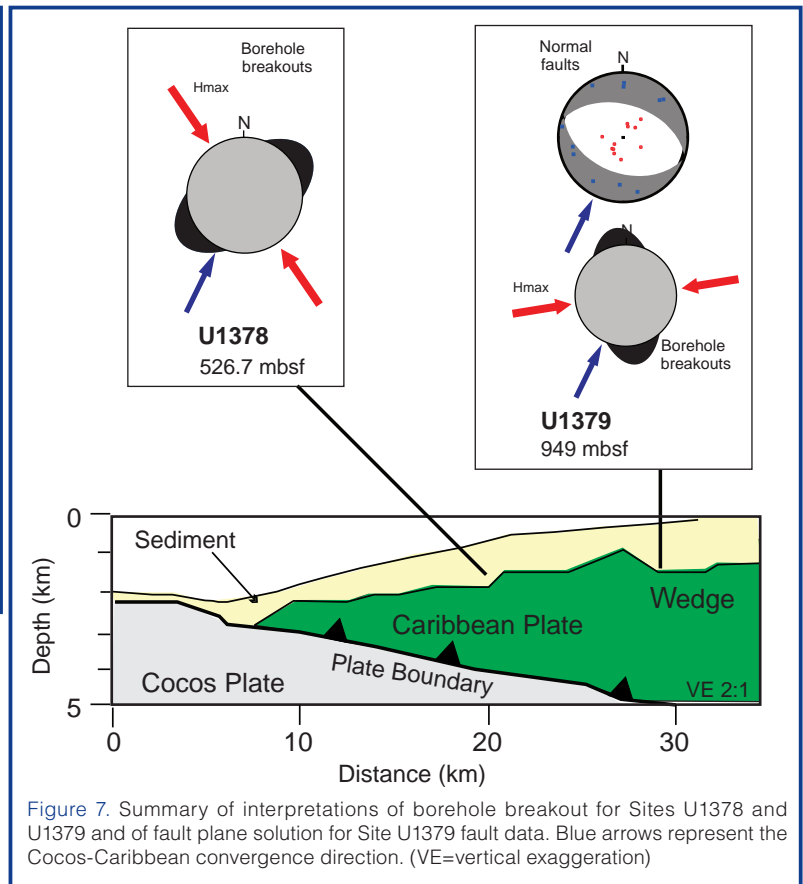 Borehole
breakouts
Hmax
N
U1378
526.7 mbsf
Normal
faults
N
N
Hmax
Borehole
breakouts
U1379
949 mbsf
0
Sediment
Wedge
Caribbean Plate
Plate Boundary
Cocos Plate
VE 2:1
Depth (km)
5
0
10
20
30
Distance (km)
Figure 7. Summary of interpretations of borehole breakout for Sites U1378 and
U1379 and of fault plane solution for Site U1379 fault data. Blue arrows represent the
Cocos-Caribbean convergence direction. (VE=vertical exaggeration)